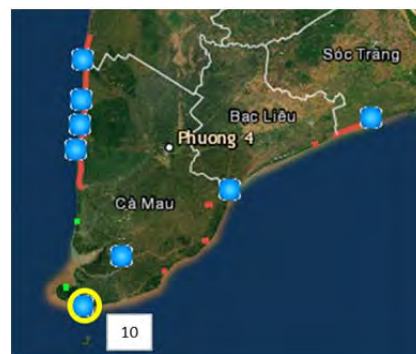 Sóc Trăng
Bạc Liêu
Phuong 4
Cà Mau
10